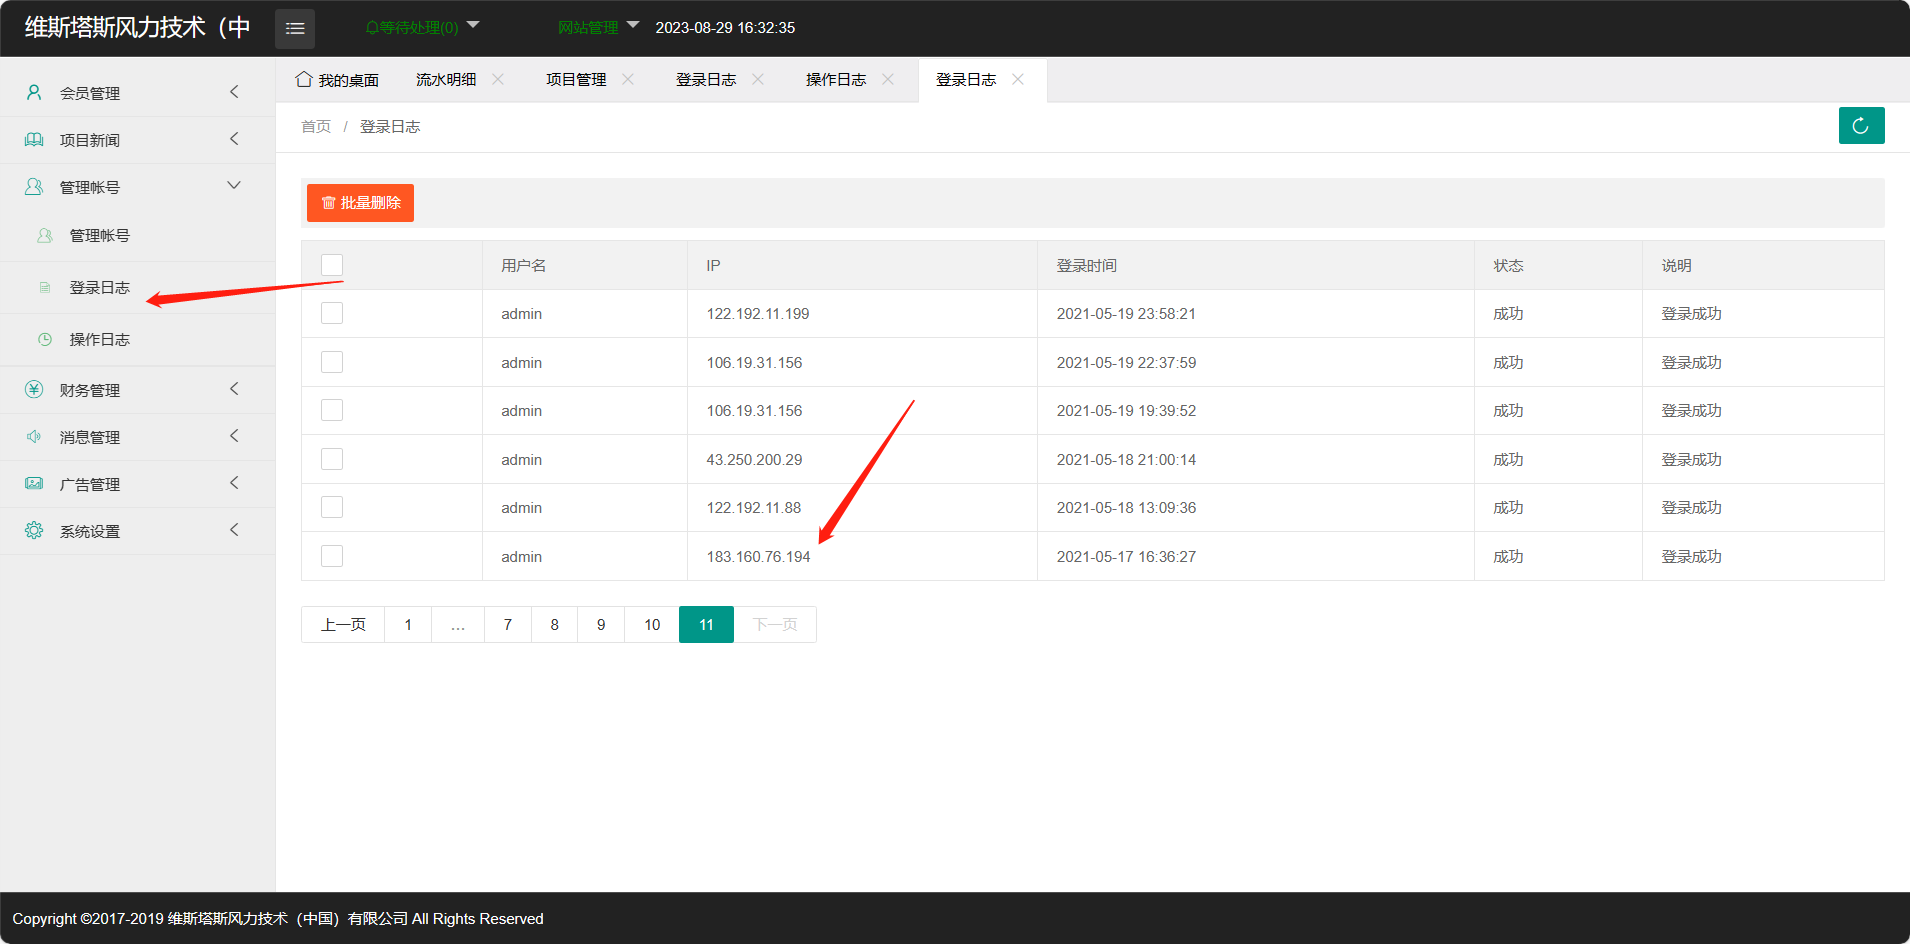 维斯塔斯风力技术（中
等待处理(0)
网站管理
2023-08-29 16:32:35
会员管理
项目新闻
管理帐号
管理帐号
登录日志
操作日志
财务管理
消息管理
广告管理
系统设置
我的桌面 流水明细 项目管理 登录日志 操作日志 登录日志
首页 / 登录日志
批量删除
用户名 IP 登录时间 状态 说明
admin 122.192.11.199 2021-05-19 23:58:21 成功 登录成功
admin 106.19.31.156 2021-05-19 22:37:59 成功 登录成功
admin 106.19.31.156 2021-05-19 19:39:52 成功 登录成功
admin 43.250.200.29 2021-05-18 21:00:14 成功 登录成功
admin 122.192.11.88 2021-05-18 13:09:36 成功 登录成功
admin 183.160.76.194 2021-05-17 16:36:27 成功 登录成功
上一页 1 … 7 8 9 10 11 下一页
Copyright ©2017-2019 维斯塔斯风力技术（中国）有限公司 All Rights Reserved